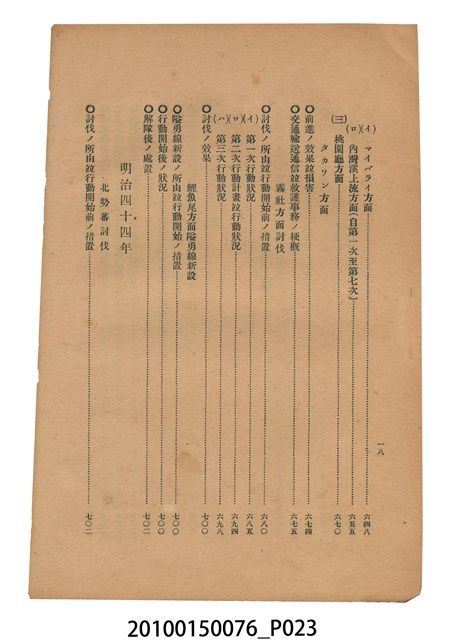 (イ) マイバライ方面……六四八
(ロ) 內灣溪上流方面(自第一次至第七次)……六五五
(三) 桃園廳方面……六七〇
タカワン方面
◎前進ノ效果竝損害……六七四
◎交通輸送通信竝救護事務ノ梗槪……六七五
霧社方面討伐
◎討伐ノ所由竝行動開始前ノ措置……六八〇
(イ) 第一次行動狀況……六八五
(ロ) 第二次行動計畫竝行動狀況……六九四
(ハ) 第三次行動狀況……六九八
◎討伐ノ效果……七〇〇
鯉魚尾方面隘勇線新設
◎隘勇線新設ノ所由竝行動開始ノ措置……七〇〇
◎行動開始後ノ狀況……七〇〇
◎解隊後ノ處置……七〇二
明治四十四年
北勢蕃討伐
◎討伐ノ所由竝行動開始前ノ措置……七〇二
一八
20100150076_P023